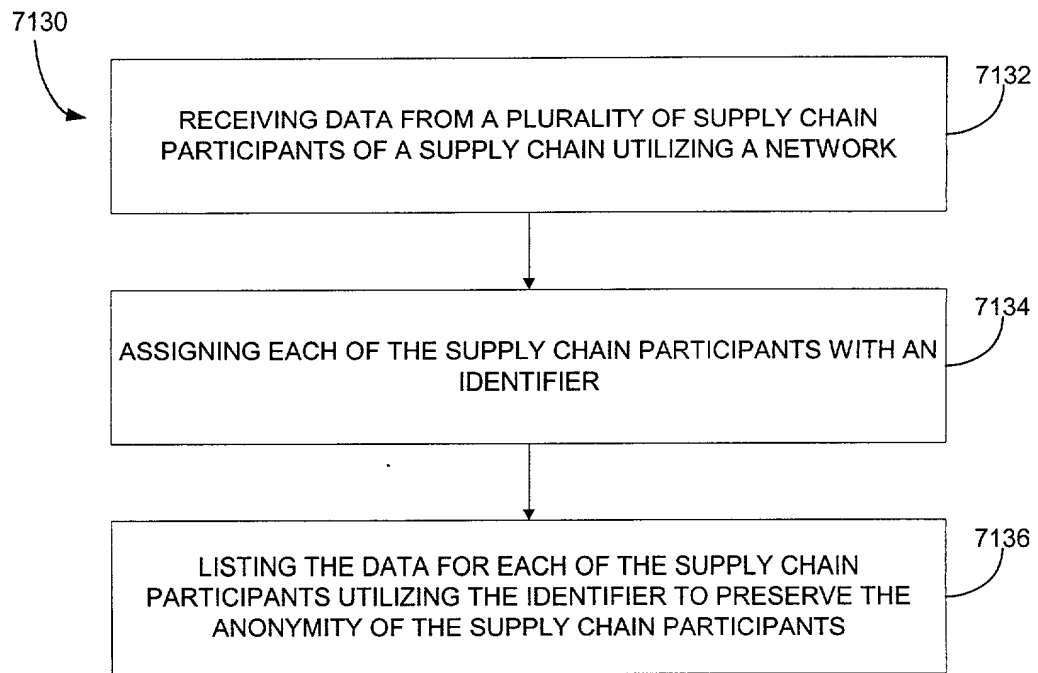 7130
7132
RECEIVING DATA FROM A PLURALITY OF SUPPLY CHAIN
PARTICIPANTS OF A SUPPLY CHAIN UTILIZING A NETWORK
7134
ASSIGNING EACH OF THE SUPPLY CHAIN PARTICIPANTS WITH AN
IDENTIFIER
7136
LISTING THE DATA FOR EACH OF THE SUPPLY CHAIN
PARTICIPANTS UTILIZING THE IDENTIFIER TO PRESERVE THE
ANONYMITY OF THE SUPPLY CHAIN PARTICIPANTS